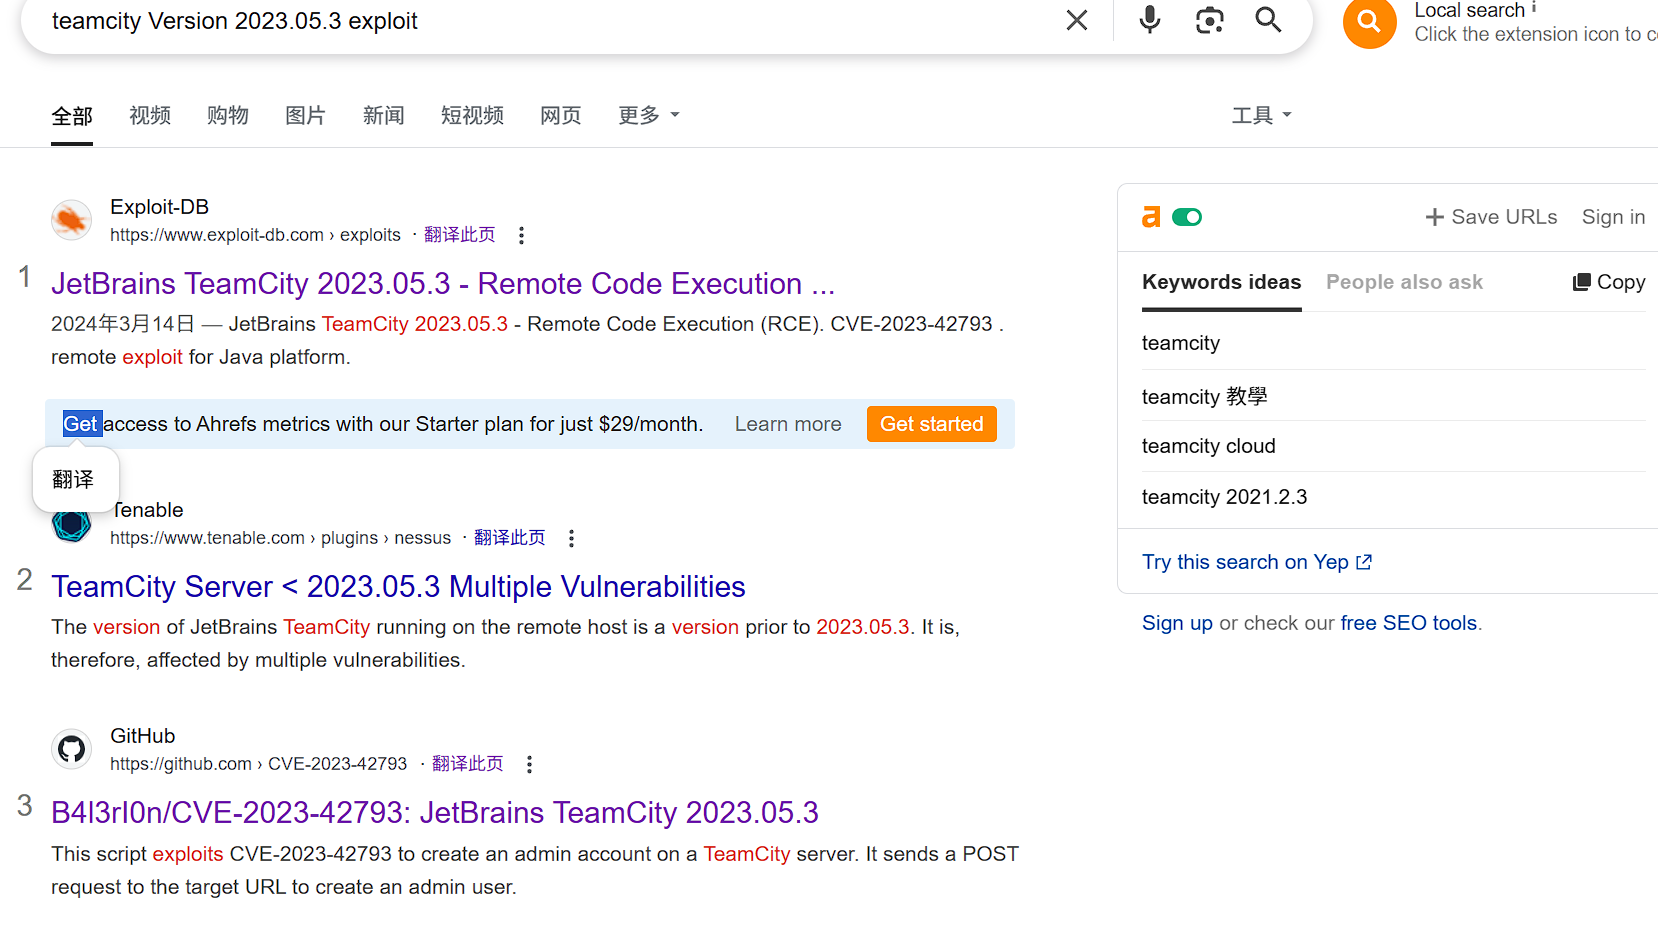 teamcity Version 2023.05.3 exploit
Local search i
Click the extension icon to c
全部 视频 购物 图片 新闻 短视频 网页 更多 工具
Exploit-DB
https://www.exploit-db.com › exploits · 翻译此页
1
JetBrains TeamCity 2023.05.3 - Remote Code Execution ...
2024年3月14日 — JetBrains TeamCity 2023.05.3 - Remote Code Execution (RCE). CVE-2023-42793 .
remote exploit for Java platform.
Get access to Ahrefs metrics with our Starter plan for just $29/month. Learn more Get started
翻译
Tenable
https://www.tenable.com › plugins › nessus · 翻译此页
2
TeamCity Server < 2023.05.3 Multiple Vulnerabilities
The version of JetBrains TeamCity running on the remote host is a version prior to 2023.05.3. It is,
therefore, affected by multiple vulnerabilities.
GitHub
https://github.com › CVE-2023-42793 · 翻译此页
3
B4l3rI0n/CVE-2023-42793: JetBrains TeamCity 2023.05.3
This script exploits CVE-2023-42793 to create an admin account on a TeamCity server. It sends a POST
request to the target URL to create an admin user.
a
Save URLs Sign in
Keywords ideas People also ask Copy
teamcity
teamcity 教學
teamcity cloud
teamcity 2021.2.3
Try this search on Yep
Sign up or check our free SEO tools.